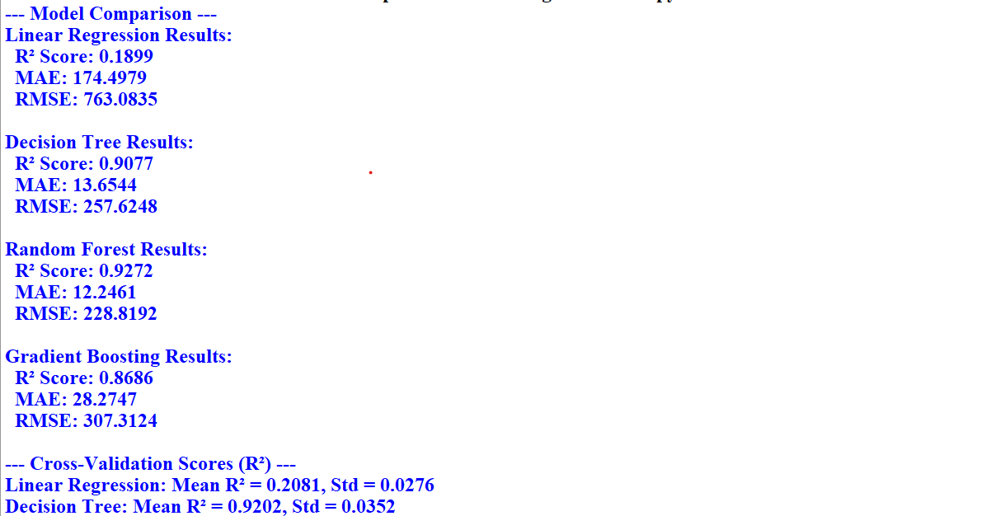 --- Model Comparison ---
Linear Regression Results:
R² Score: 0.1899
MAE: 174.4979
RMSE: 763.0835
Decision Tree Results:
R² Score: 0.9077
MAE: 13.6544
RMSE: 257.6248
Random Forest Results:
R² Score: 0.9272
MAE: 12.2461
RMSE: 228.8192
Gradient Boosting Results:
R² Score: 0.8686
MAE: 28.2747
RMSE: 307.3124
--- Cross-Validation Scores (R²) ---
Linear Regression: Mean R² = 0.2081, Std = 0.0276
Decision Tree: Mean R² = 0.9202, Std = 0.0352